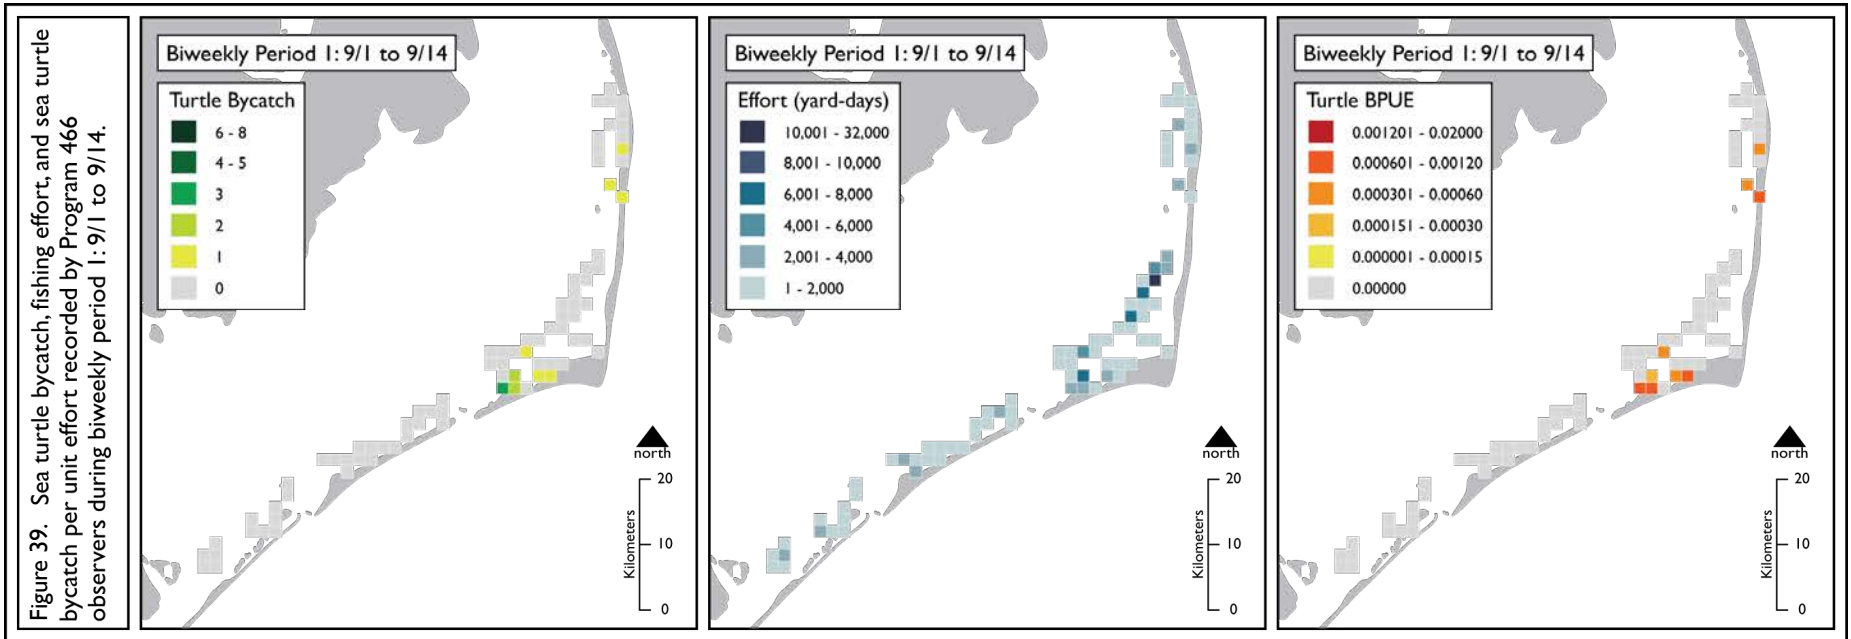 Figure 39. Sea turtle bycatch, fishing effort, and sea turtle
bycatch per unit effort recorded by Program 466
observers during biweekly period 1: 9/1 to 9/14.
Biweekly Period 1: 9/1 to 9/14
Turtle Bycatch
6 - 8
4 - 5
3
2
1
0
north
20
10
0
Kilometers
Biweekly Period 1: 9/1 to 9/14
Effort (yard-days)
10,001 - 32,000
8,001 - 10,000
6,001 - 8,000
4,001 - 6,000
2,001 - 4,000
1 - 2,000
north
20
10
0
Kilometers
Biweekly Period 1: 9/1 to 9/14
Turtle BPUE
0.001201 - 0.02000
0.000601 - 0.00120
0.000301 - 0.00060
0.000151 - 0.00030
0.000001 - 0.00015
0.00000
north
20
10
0
Kilometers